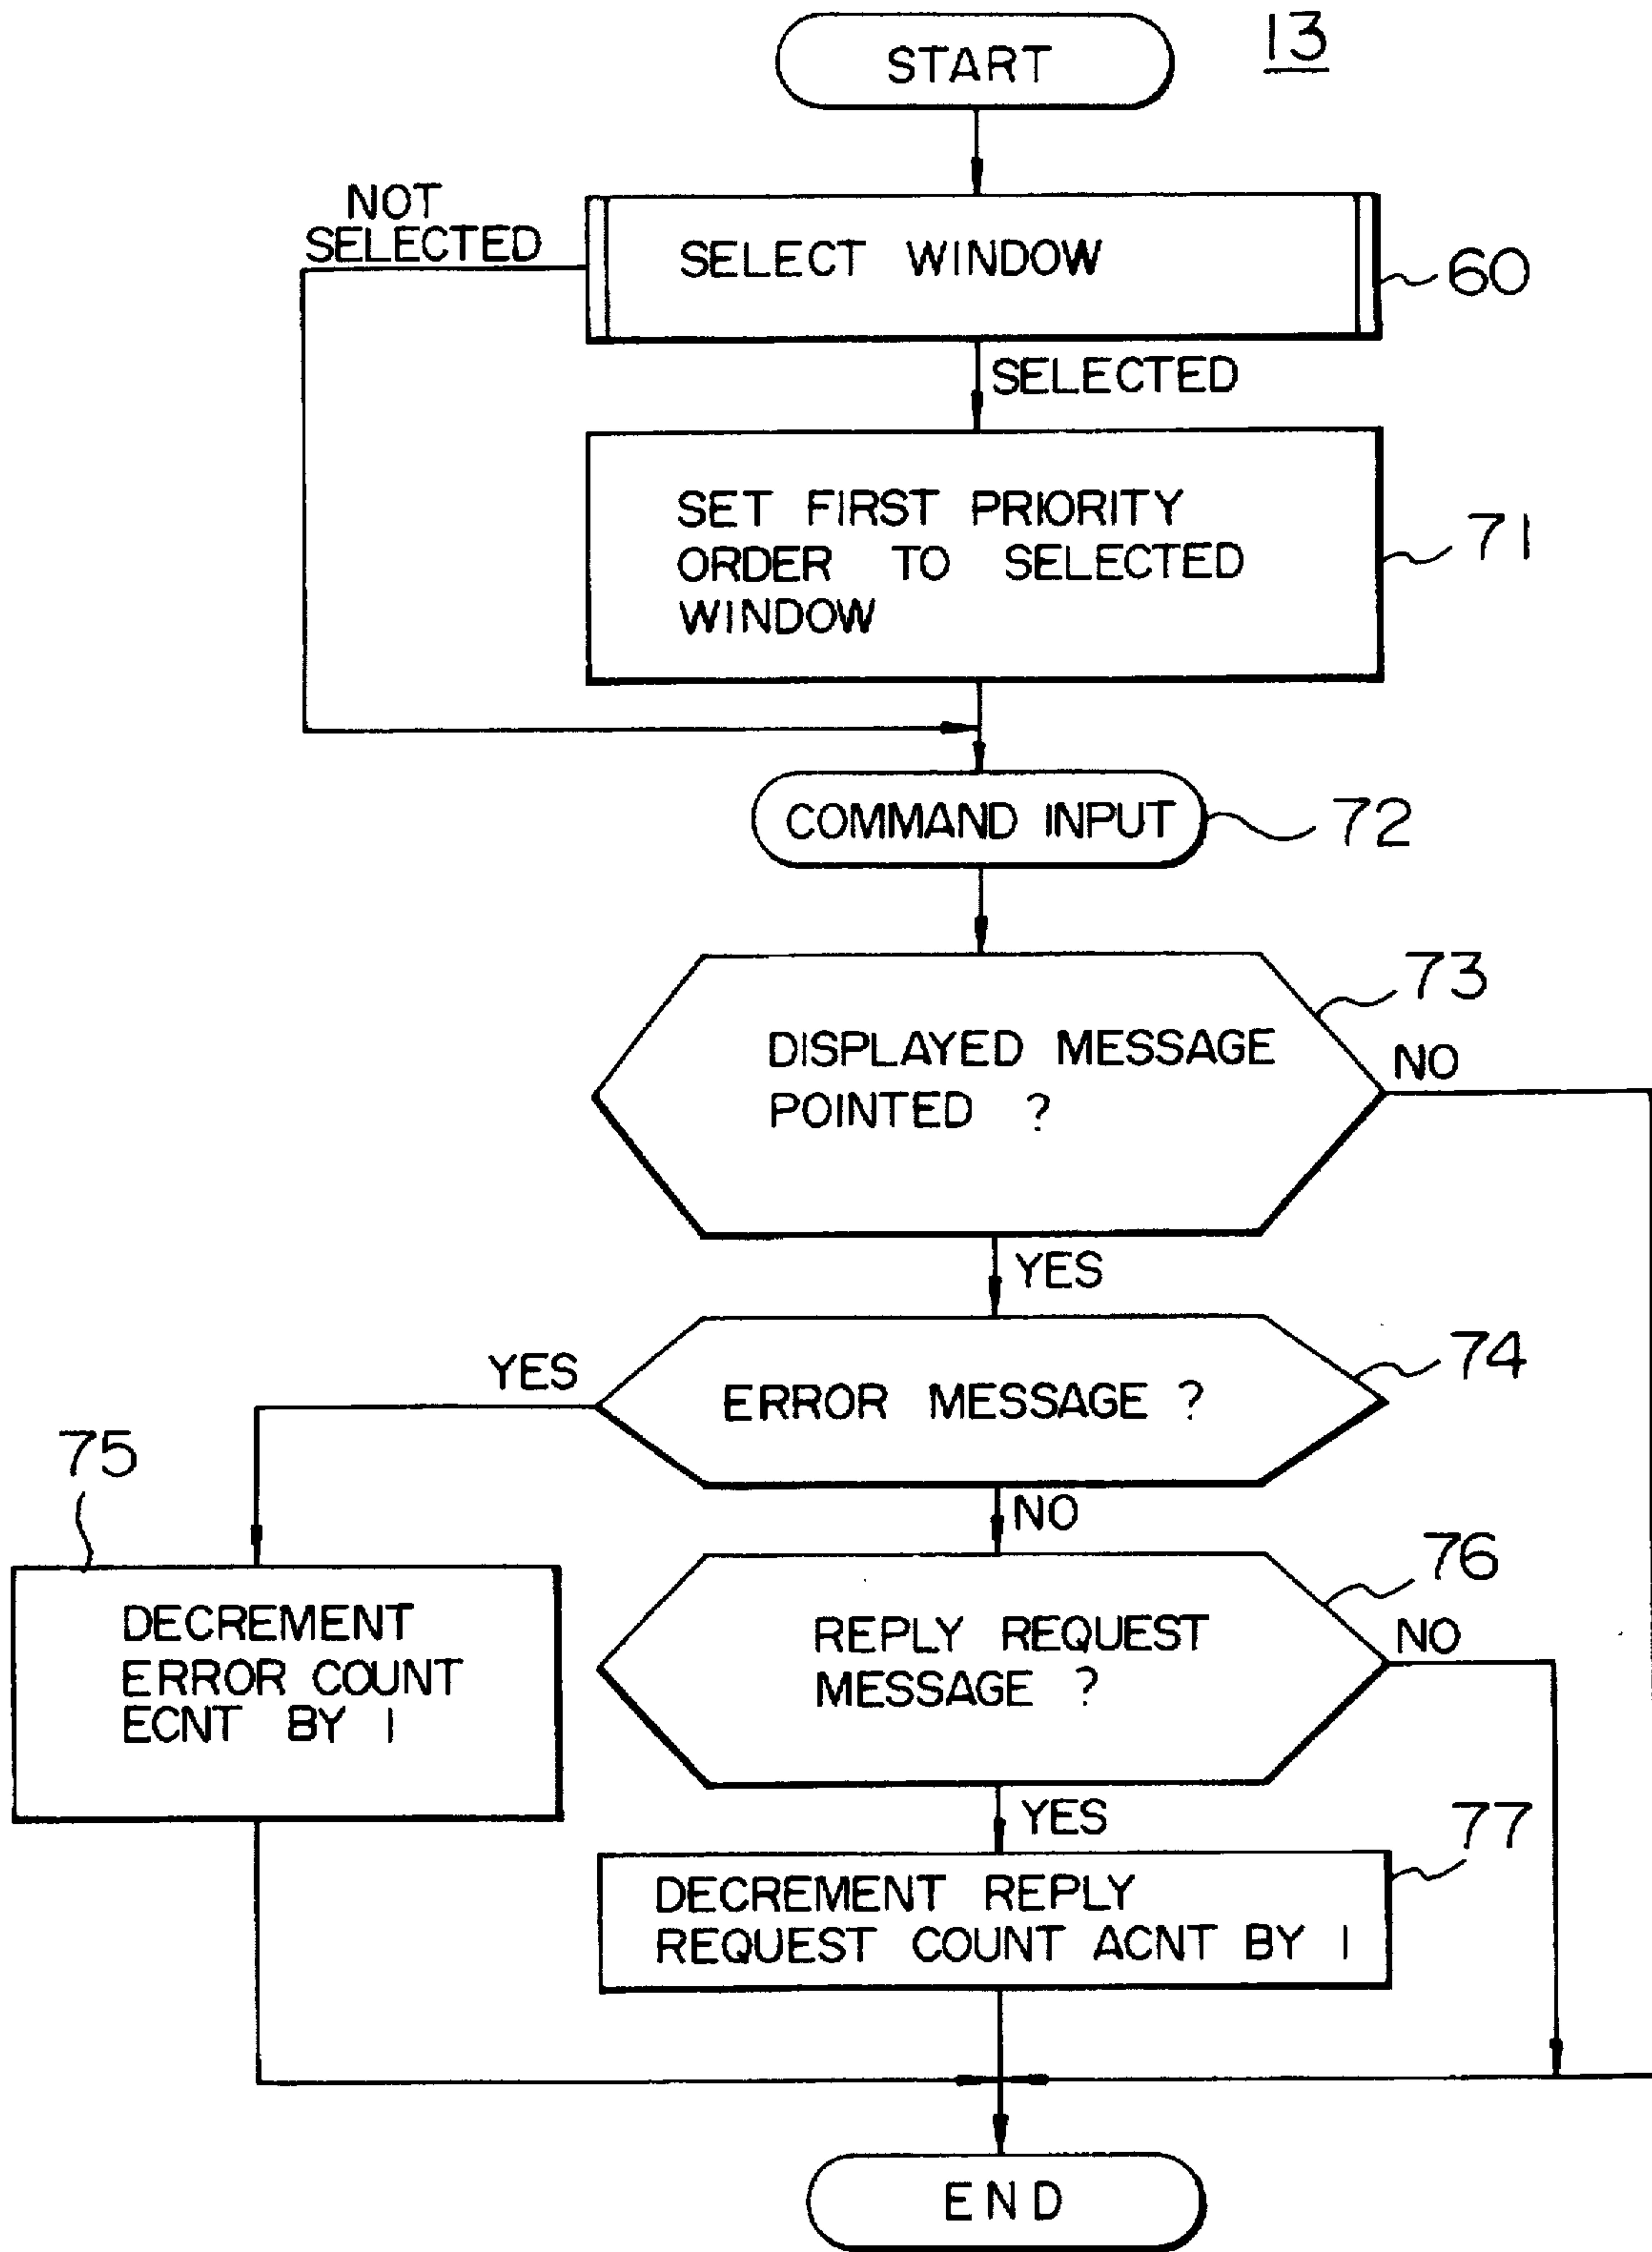 START
13
NOT
SELECTED
SELECT WINDOW
60
SELECTED
SET FIRST PRIORITY
ORDER TO SELECTED
WINDOW
71
COMMAND INPUT
72
73
DISPLAYED MESSAGE
POINTED ?
NO
YES
74
YES
ERROR MESSAGE ?
75
NO
76
DECREMENT
ERROR COUNT
ECNT BY 1
REPLY REQUEST
MESSAGE ?
NO
YES
77
DECREMENT REPLY
REQUEST COUNT ACNT BY 1
END